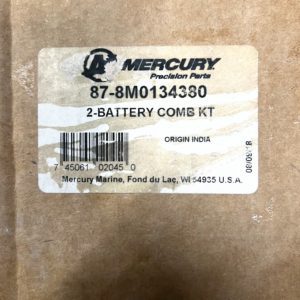 MERCURY
Precision Parts
87-8M0134380
2-BATTERY COMB KT
ORIGIN INDIA
7 45061 02045 0
Mercury Marine, Fond du Lac, WI 54935 U.S.A.